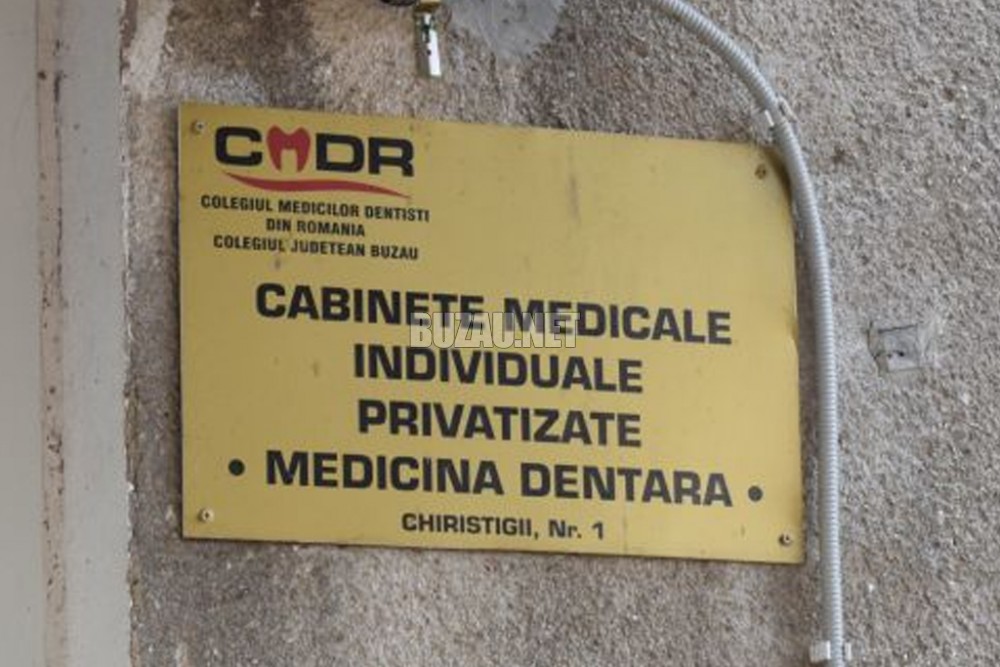 CMDR
COLEGIUL MEDICILOR DENTISTI
DIN ROMANIA
COLEGIUL JUDETEAN BUZAU
CABINETE MEDICALE
BUZAU.NET
INDIVIDUALE
PRIVATIZATE
• MEDICINA DENTARA •
CHIRISTIGII, Nr. 1